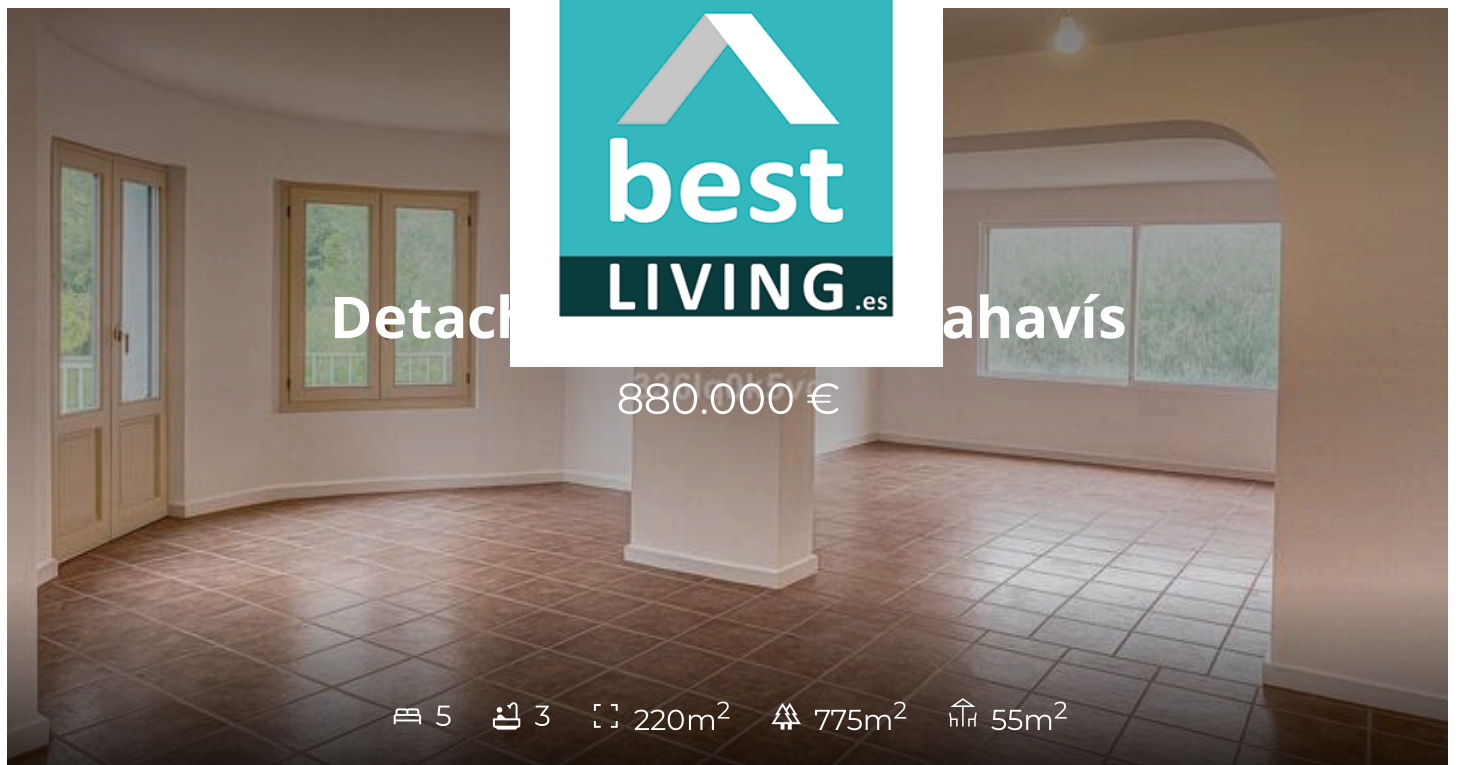 best
LIVING.es
Detach ahavís
880.000 €
5 3 220m² 775m² 55m²